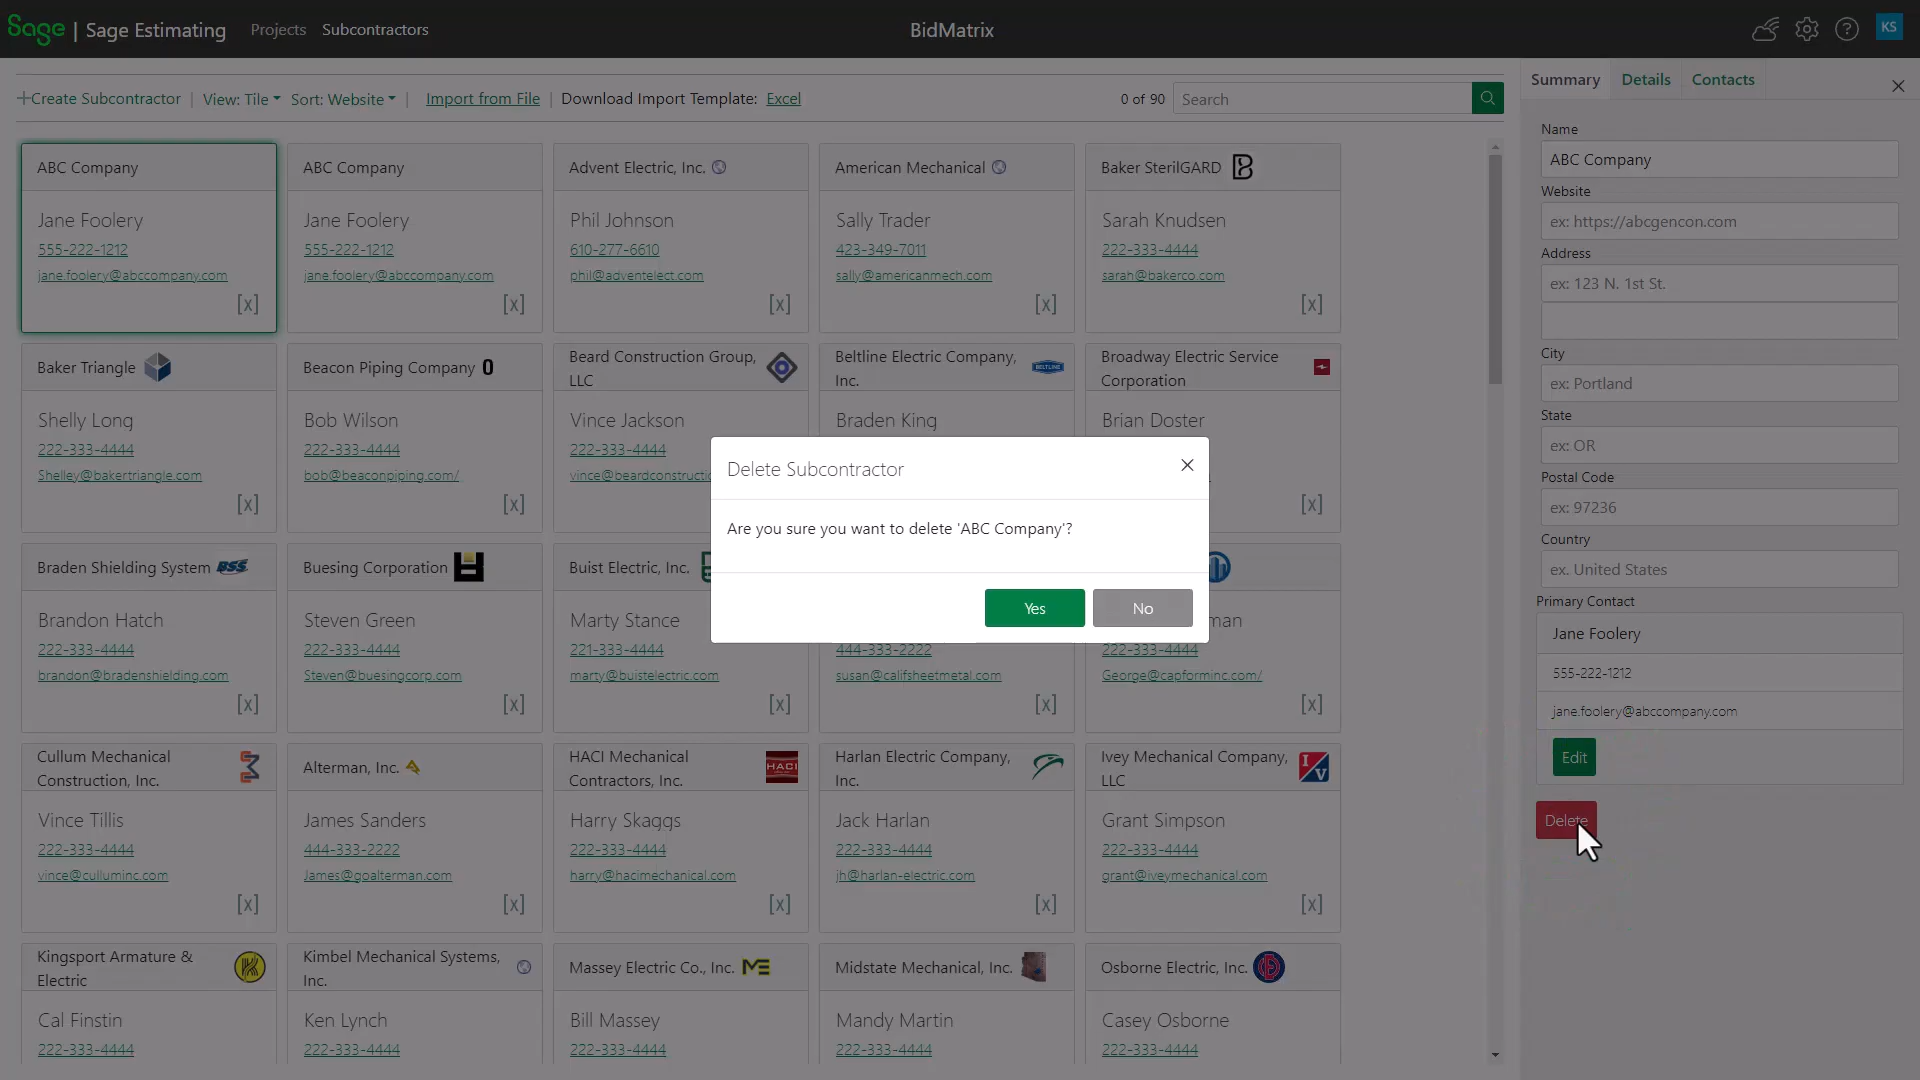 Sage | Sage Estimating Projects Subcontractors BidMatrix KS
Create Subcontractor | View: Tile Sort: Website | Import from File | Download Import Template: Excel 0 of 90 Search
Summary Details Contacts
ABC Company
Jane Foolery
555-222-1212
jane.foolery@abccompany.com
[x]
ABC Company
Jane Foolery
555-222-1212
jane.foolery@abccompany.com
[x]
Advent Electric, Inc.
Phil Johnson
610-277-6610
phil@adventelect.com
[x]
American Mechanical
Sally Trader
423-349-7011
sally@americanmech.com
[x]
Baker SterilGARD
Sarah Knudsen
222-333-4444
sarah@bakerco.com
[x]
Baker Triangle
Shelly Long
222-333-4444
Shelley@bakertriangle.com
[x]
Beacon Piping Company
Bob Wilson
222-333-4444
bob@beaconpiping.com/
[x]
Beard Construction Group,
LLC
Vince Jackson
222-333-4444
vince@beardconstructi
Beltline Electric Company,
Inc.
BELTLINE
Braden King
Broadway Electric Service
Corporation
Brian Doster
[x]
Braden Shielding System
BSS
Brandon Hatch
222-333-4444
brandon@bradenshielding.com
[x]
Buesing Corporation
Steven Green
222-333-4444
Steven@buesingcorp.com
[x]
Buist Electric, Inc.
Marty Stance
221-333-4444
marty@buistelectric.com
[x]
444-333-2222
susan@califsheetmetal.com
[x]
man
222-333-4444
George@capforminc.com/
[x]
Cullum Mechanical
Construction, Inc.
Vince Tillis
222-333-4444
vince@culluminc.com
[x]
Alterman, Inc.
James Sanders
444-333-2222
James@goalterman.com
[x]
HACI Mechanical
Contractors, Inc.
HACI
Harry Skaggs
222-333-4444
harry@hacimechanical.com
[x]
Harlan Electric Company,
Inc.
Jack Harlan
222-333-4444
jh@harlan-electric.com
[x]
Ivey Mechanical Company,
LLC
IV
Grant Simpson
222-333-4444
grant@iveymechanical.com
[x]
Kingsport Armature &
Electric
Cal Finstin
222-333-4444
Kimbel Mechanical Systems,
Inc.
Ken Lynch
222-333-4444
Massey Electric Co., Inc.
ME
Bill Massey
222-333-4444
Midstate Mechanical, Inc.
Mandy Martin
222-333-4444
Osborne Electric, Inc.
Casey Osborne
222-333-4444
Delete Subcontractor
Are you sure you want to delete 'ABC Company'?
Yes No
Name
ABC Company
Website
ex: https://abcgencon.com
Address
ex: 123 N. 1st St.
City
ex: Portland
State
ex: OR
Postal Code
ex: 97236
Country
ex. United States
Primary Contact
Jane Foolery
555-222-1212
jane.foolery@abccompany.com
Edit
Delete